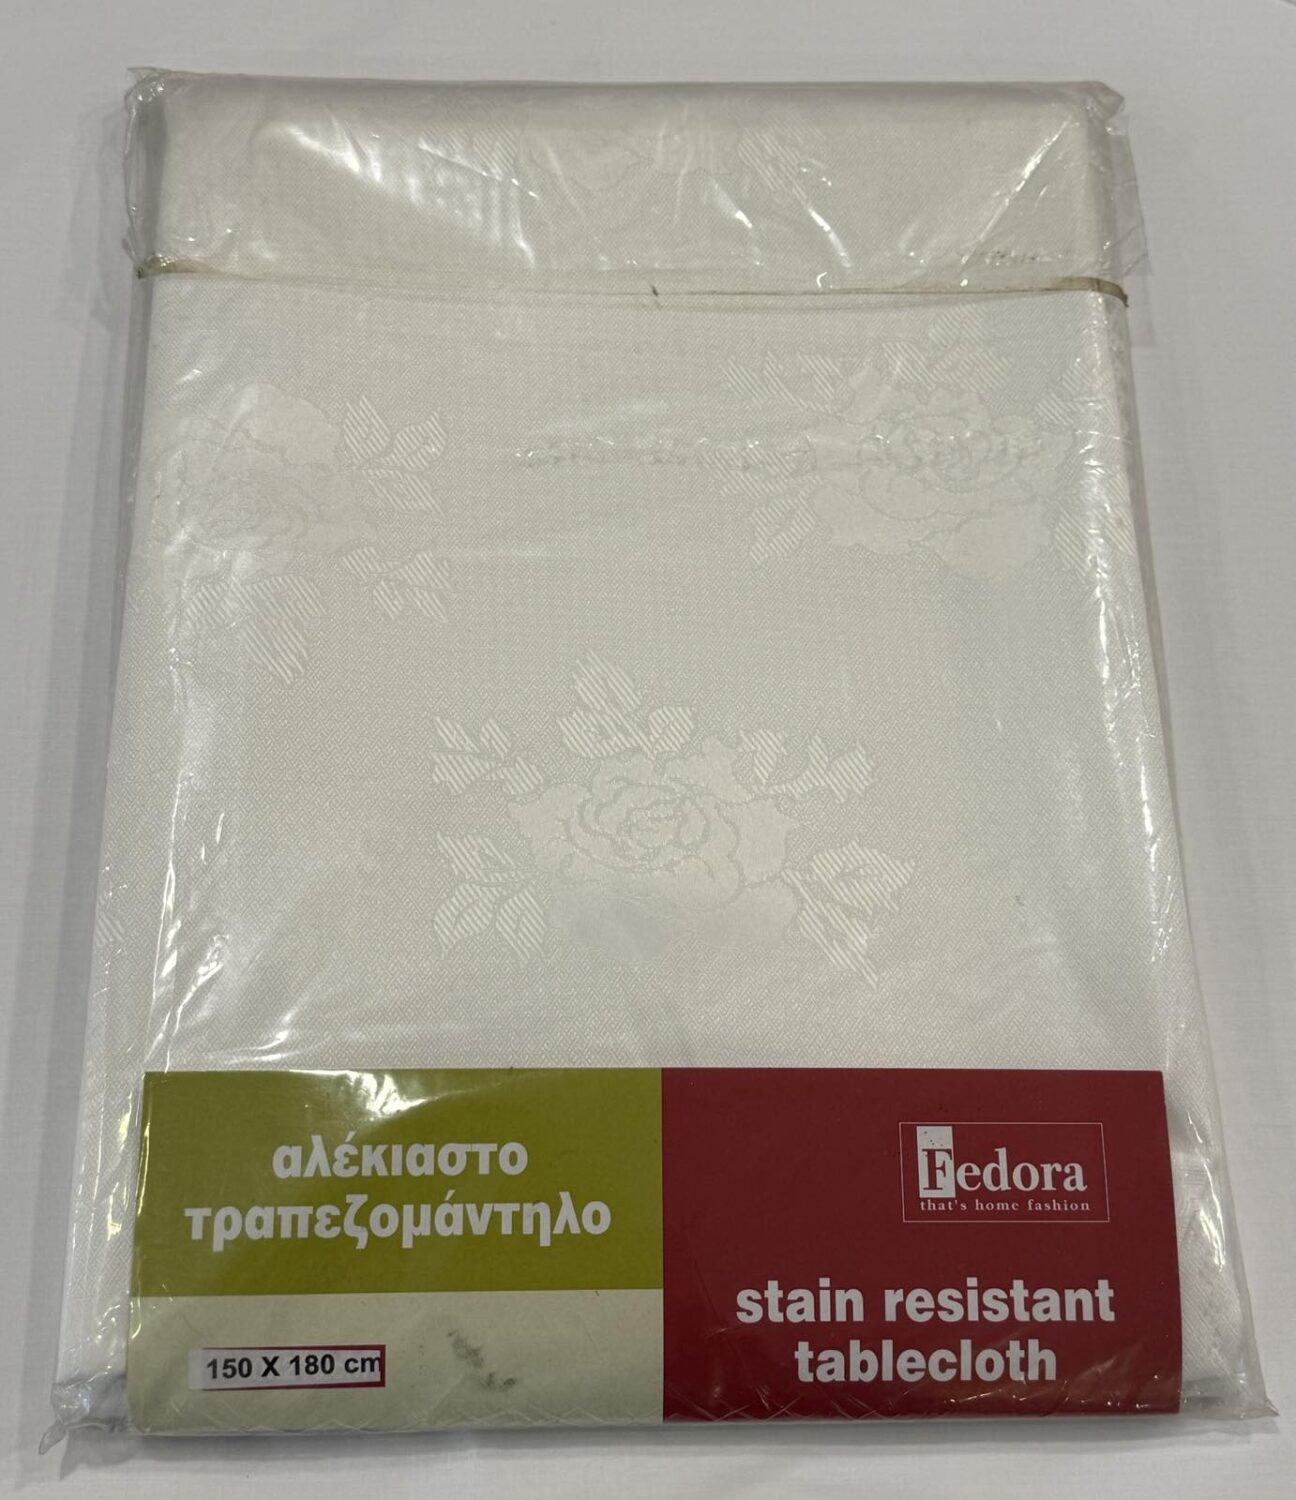 αλέκιαστο
τραπεζομάντηλο
150 X 180 cm
Fedora
that's home fashion
stain resistant
tablecloth